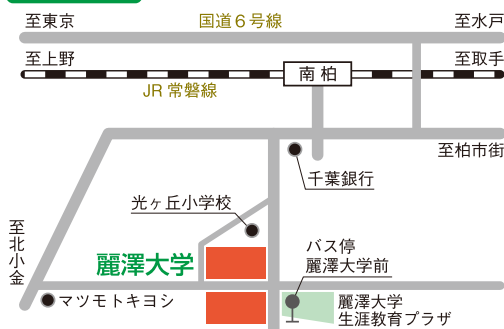 至東京
国道6号線
至水戸
至上野
南柏
至取手
JR常磐線
至柏市街
千葉銀行
光ヶ丘小学校
至北小金
麗澤大学
バス停
麗澤大学前
マツモトキヨシ
麗澤大学
生涯教育プラザ